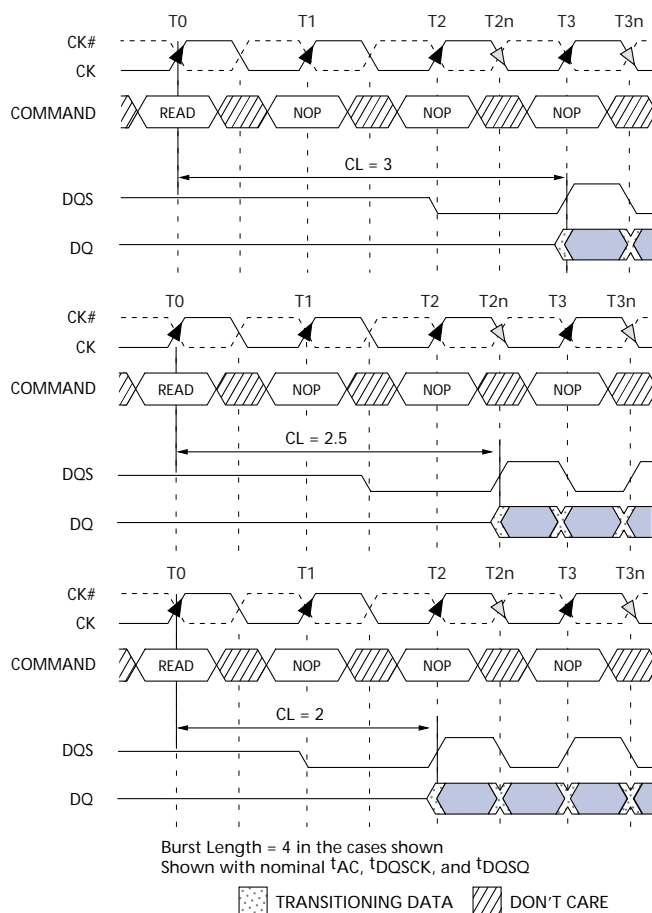 T0 T1 T2 T2n T3 T3n
CK#
CK
COMMAND READ NOP NOP NOP
CL = 3
DQS
DQ
T0 T1 T2 T2n T3 T3n
CK#
CK
COMMAND READ NOP NOP NOP
CL = 2.5
DQS
DQ
T0 T1 T2 T2n T3 T3n
CK#
CK
COMMAND READ NOP NOP NOP
CL = 2
DQS
DQ
Burst Length = 4 in the cases shown
Shown with nominal tAC, tDQSCK, and tDQSQ
TRANSITIONING DATA DON'T CARE